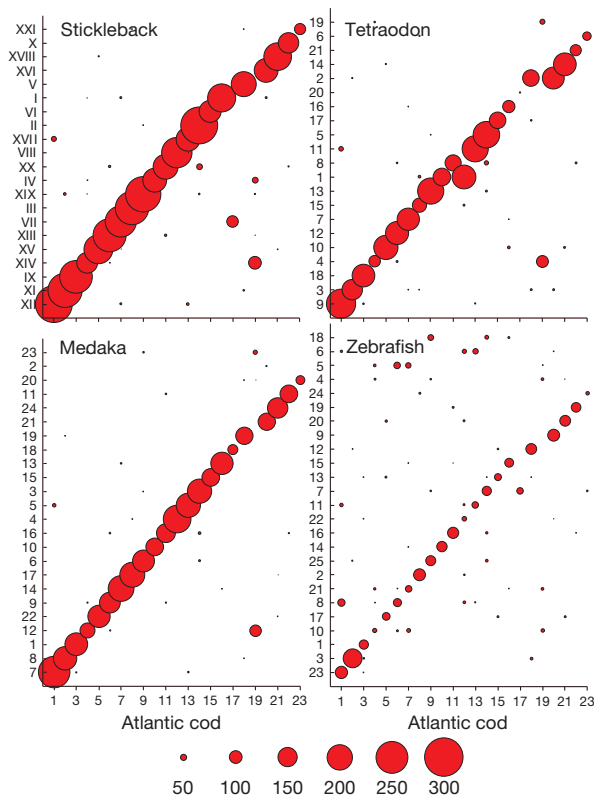 Stickleback
XXI
X
XVIII
XVI
V
I
VI
II
XVII
VIII
XX
IV
XIX
III
VII
XIII
XV
XIV
IX
XI
XII
Tetraodon
19
6
21
14
2
20
16
17
5
11
8
1
13
15
7
12
10
4
18
3
9
Medaka
23
2
20
11
24
21
19
18
13
15
3
5
4
16
10
6
17
14
9
22
12
1
8
7
1 3 5 7 9 11 13 15 17 19 21 23
Atlantic cod
Zebrafish
18
6
5
4
24
19
20
9
12
15
13
7
11
22
16
14
25
2
21
8
17
10
1
3
23
1 3 5 7 9 11 13 15 17 19 21 23
Atlantic cod
50 100 150 200 250 300